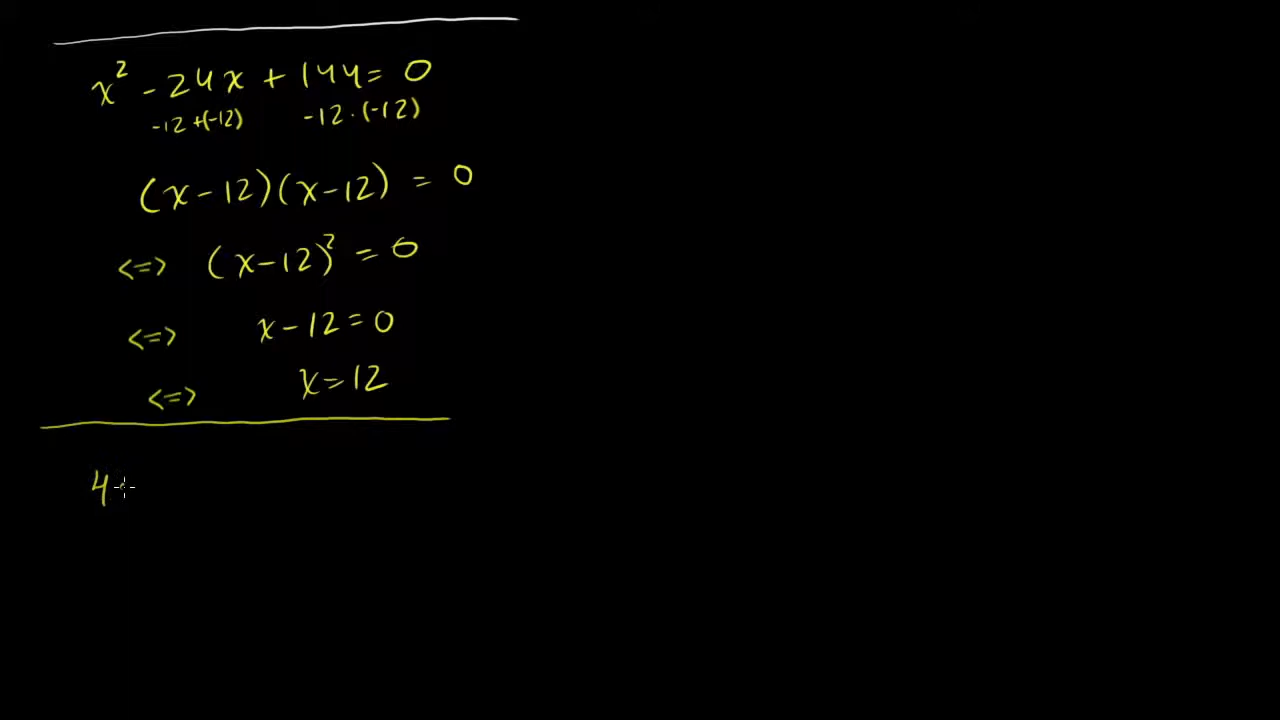 x² - 24x + 144 = 0
-12 + (-12) -12 · (-12)
(x - 12)(x - 12) = 0
<=> (x - 12)² = 0
<=> x - 12 = 0
<=> x = 12
4